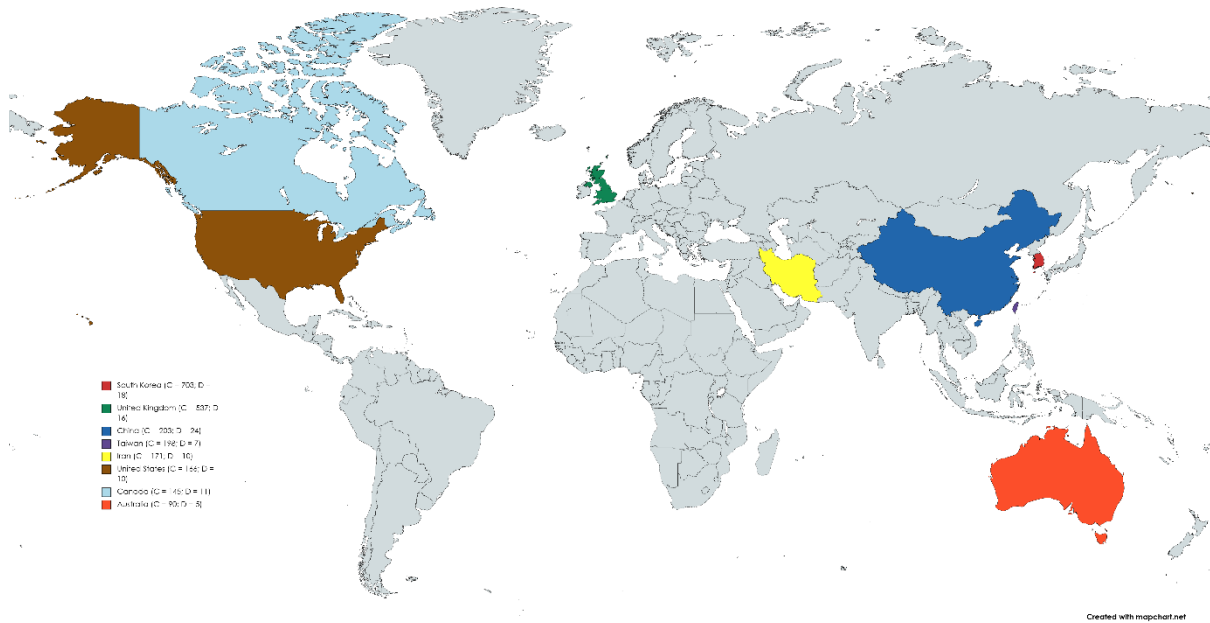 South Korea (C = 703; D =
18)
United Kingdom (C = 537; D =
16)
China (C = 203; D = 24)
Taiwan (C = 198; D = 7)
Iran (C = 171; D = 10)
United States (C = 166; D =
10)
Canada (C = 145; D = 11)
Australia (C = 90; D = 5)
Created with mapchart.net